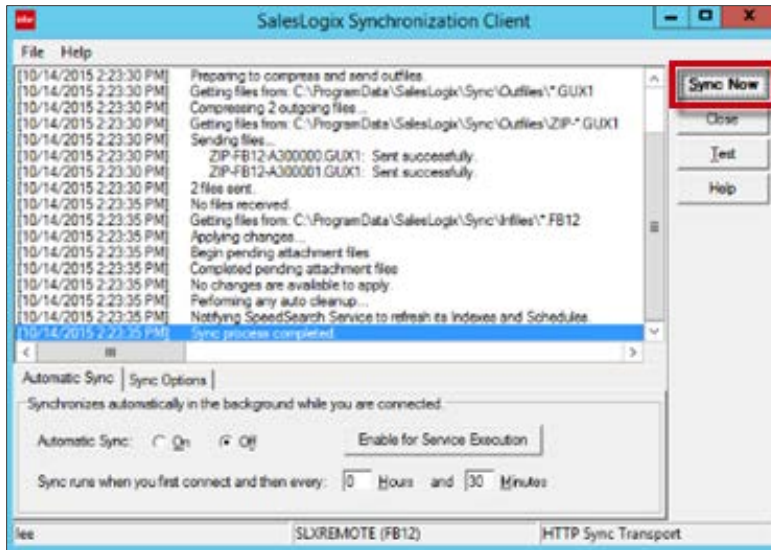 SalesLogix Synchronization Client
File Help
[10/14/2015 2:23:30 PM] Preparing to compress and send outfiles.
[10/14/2015 2:23:30 PM] Getting files from: C:\ProgramData\SalesLogix\Sync\Outfiles\*.GUX1
[10/14/2015 2:23:30 PM] Compressing 2 outgoing files...
[10/14/2015 2:23:30 PM] Getting files from: C:\ProgramData\SalesLogix\Sync\Outfiles\ZIP-*.GUX1
[10/14/2015 2:23:30 PM] Sending files...
[10/14/2015 2:23:30 PM] ZIP-FB12-A300000.GUX1: Sent successfully.
[10/14/2015 2:23:30 PM] ZIP-FB12-A300001.GUX1: Sent successfully.
[10/14/2015 2:23:30 PM] 2 files sent.
[10/14/2015 2:23:30 PM] No files received.
[10/14/2015 2:23:35 PM] Getting files from: C:\ProgramData\SalesLogix\Sync\Infiles\*.FB12
[10/14/2015 2:23:35 PM] Applying changes...
[10/14/2015 2:23:35 PM] Begin pending attachment files
[10/14/2015 2:23:35 PM] Completed pending attachment files
[10/14/2015 2:23:35 PM] No changes are available to apply.
[10/14/2015 2:23:35 PM] Performing any auto cleanup...
[10/14/2015 2:23:35 PM] Notifying SpeedSearch Service to refresh its Indexes and Schedules.
[10/14/2015 2:23:35 PM] Sync process completed.
Sync Now
Close
Test
Help
Automatic Sync Sync Options
Synchronizes automatically in the background while you are connected.
Automatic Sync: On Off Enable for Service Execution
Sync runs when you first connect and then every: 0 Hours and 30 Minutes
lee SLXREMOTE (FB12) HTTP Sync Transport